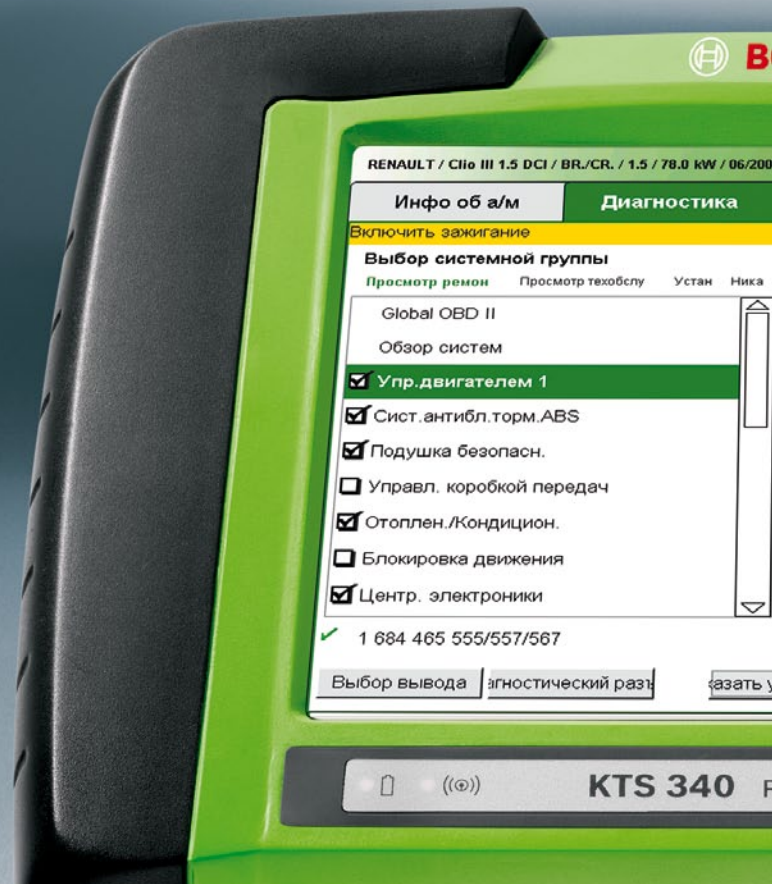 RENAULT / Clio III 1.5 DCI / BR./CR. / 1.5 / 78.0 kW / 06/200
Инфо об а/м Диагностика
Включить зажигание
Выбор системной группы
Просмотр ремон Просмотр техобслу Устан Ника
Global OBD II
Обзор систем
Упр.двигателем 1
Сист.антибл.торм.ABS
Подушка безопасн.
Управл. коробкой передач
Отоплен./Кондицион.
Блокировка движения
Центр. электроники
1 684 465 555/557/567
Выбор вывода гностический разъ казать у
KTS 340